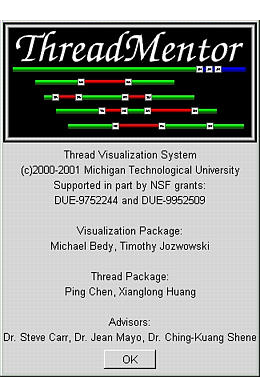 ThreadMentor
Thread Visualization System
(c)2000-2001 Michigan Technological University
Supported in part by NSF grants:
DUE-9752244 and DUE-9952509
Visualization Package:
Michael Bedy, Timothy Jozwowski
Thread Package:
Ping Chen, Xianglong Huang
Advisors:
Dr. Steve Carr, Dr. Jean Mayo, Dr. Ching-Kuang Shene
OK